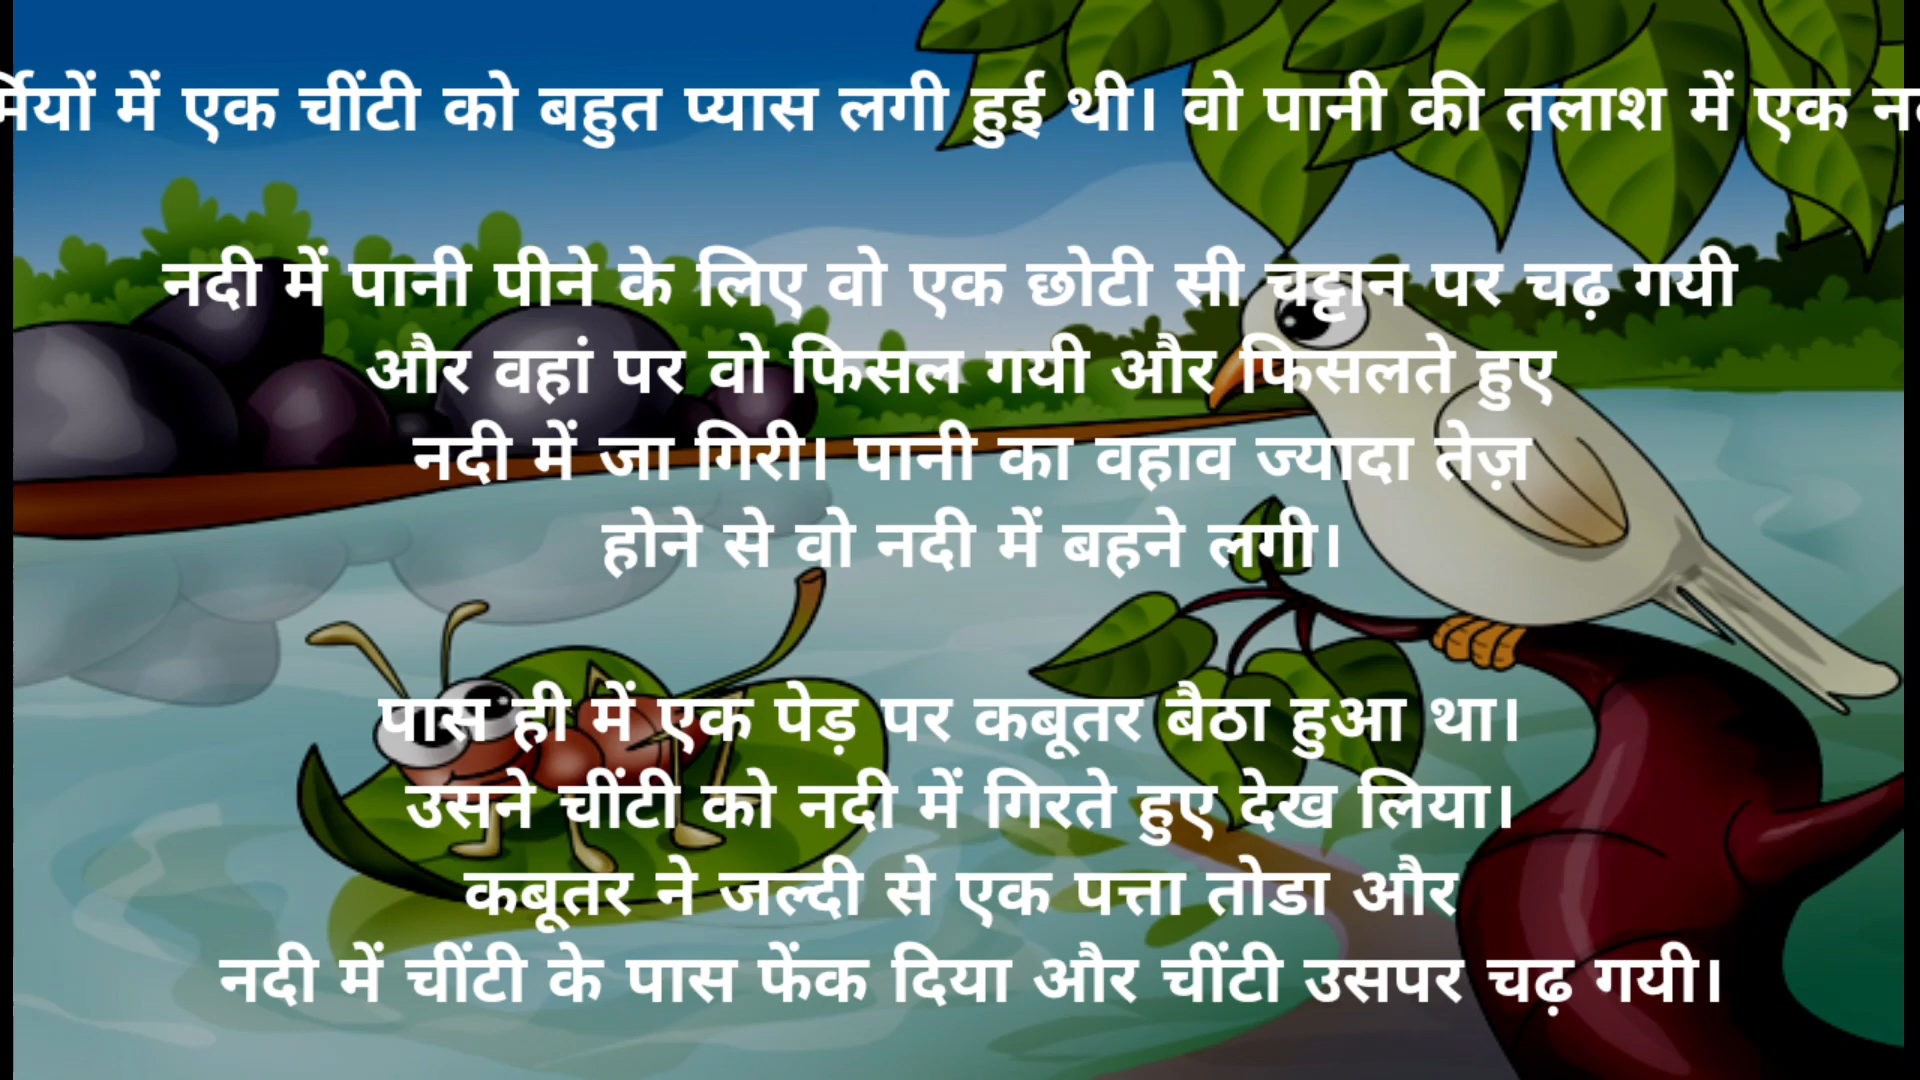 में एक चींटी को बहुत प्यास लगी हुई थी। वो पानी की तलाश में एक
नदी में पानी पीने के लिए वो एक छोटी सी चट्टान पर चढ़ गयी
और वहां पर वो फिसल गयी और फिसलते हुए
नदी में जा गिरी। पानी का वहाव ज्यादा तेज़
होने से वो नदी में बहने लगी।
पास ही में एक पेड़ पर कबूतर बैठा हुआ था।
उसने चींटी को नदी में गिरते हुए देख लिया।
कबूतर ने जल्दी से एक पत्ता तोडा और
नदी में चींटी के पास फेंक दिया और चींटी उसपर चढ़ गयी।